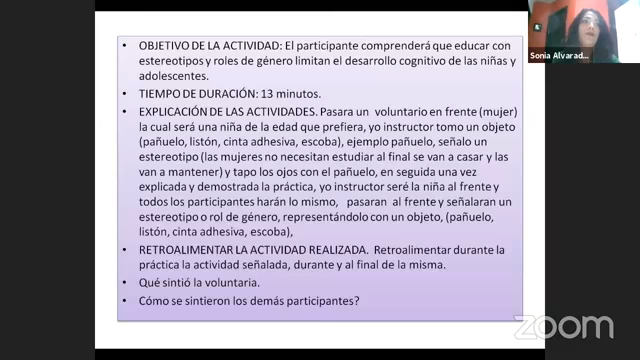 Sonia Alvarad...
• OBJETIVO DE LA ACTIVIDAD: El participante comprenderá que educar con
estereotipos y roles de género limitan el desarrollo cognitivo de las niñas y
adolescentes.
• TIEMPO DE DURACIÓN: 13 minutos.
• EXPLICACIÓN DE LAS ACTIVIDADES. Pasara un voluntario en frente (mujer)
la cual será una niña de la edad que prefiera, yo instructor tomo un objeto
(pañuelo, listón, cinta adhesiva, escoba), ejemplo pañuelo, señalo un
estereotipo (las mujeres no necesitan estudiar al final se van a casar y las
van a mantener) y tapo los ojos con el pañuelo, en seguida una vez
explicada y demostrada la práctica, yo instructor seré la niña al frente y
todos los participantes harán lo mismo, pasaran al frente y señalaran un
estereotipo o rol de género, representándolo con un objeto, (pañuelo,
listón, cinta adhesiva, escoba),
• RETROALIMENTAR LA ACTIVIDAD REALIZADA. Retroalimentar durante la
práctica la actividad señalada, durante y al final de la misma.
• Qué sintió la voluntaria.
• Cómo se sintieron los demás participantes?
zoom